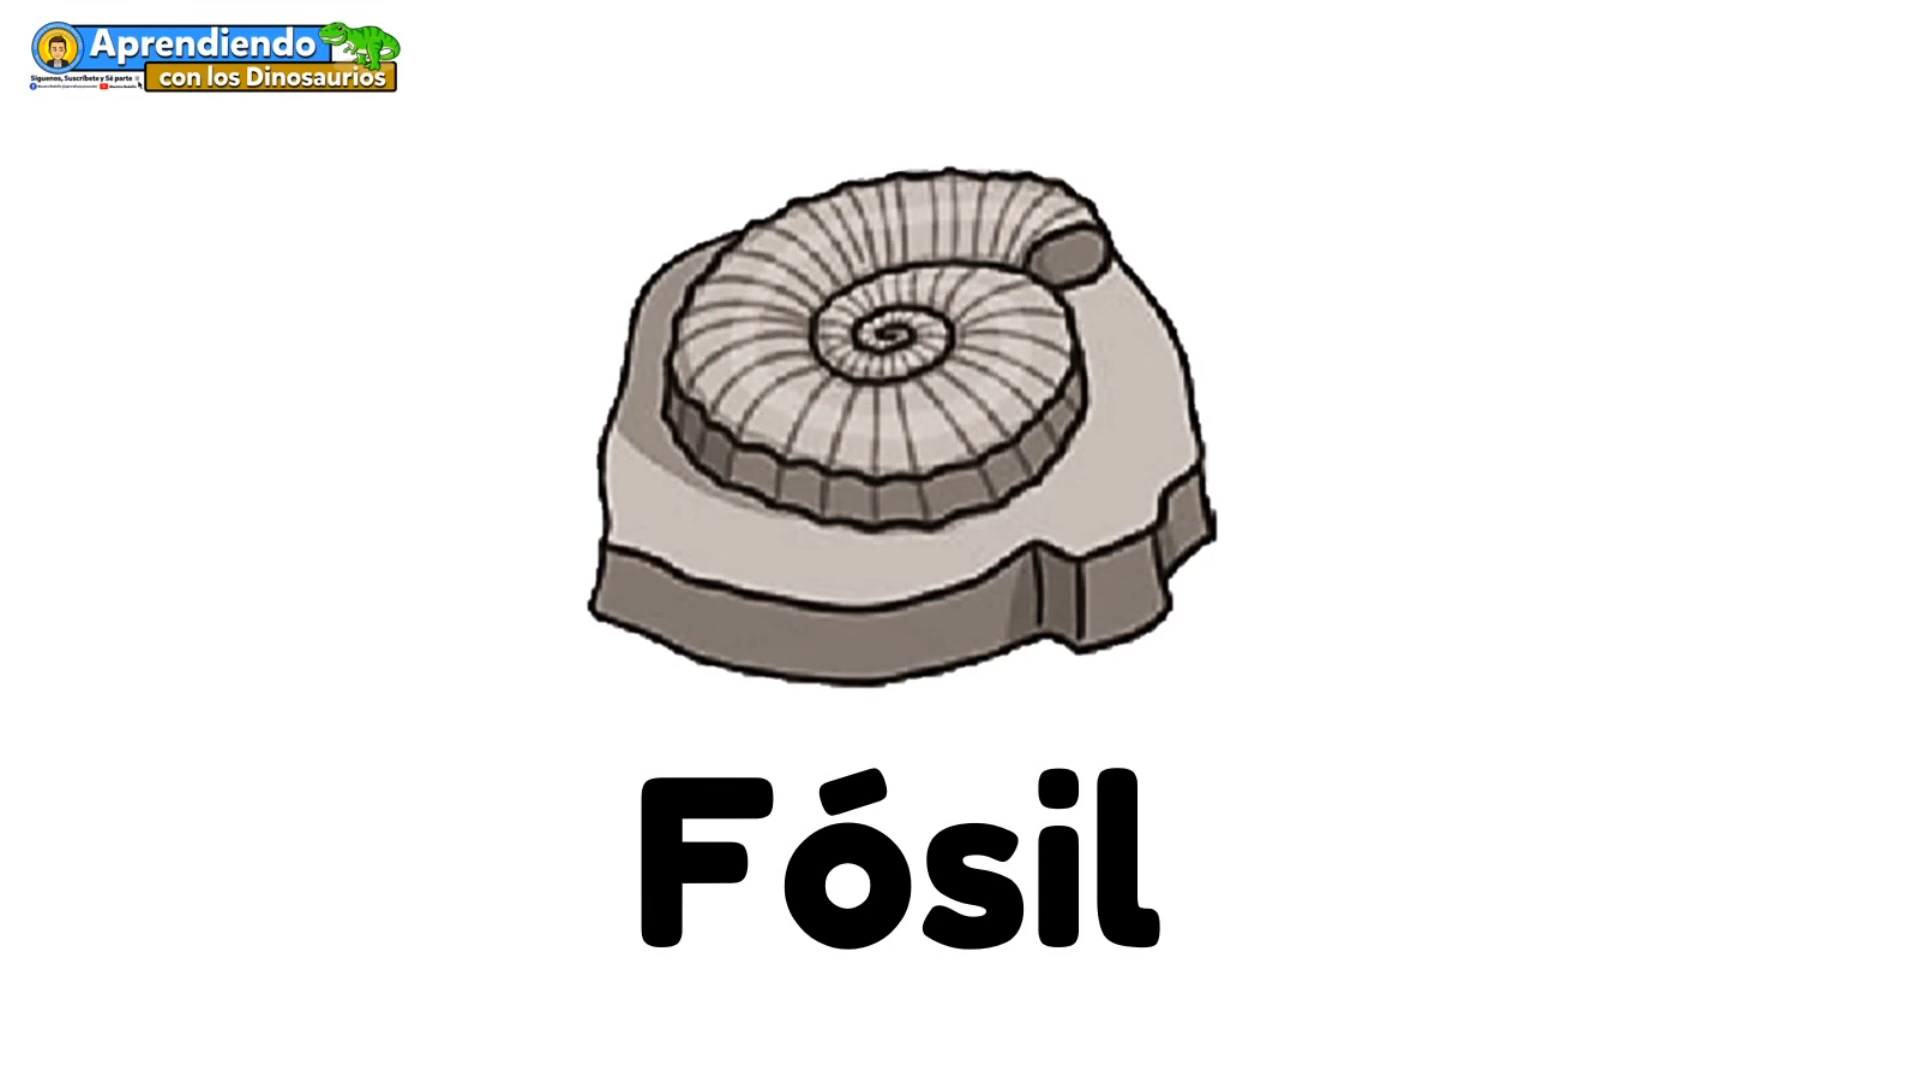 Aprendiendo
con los Dinosaurios
Síguenos, Suscríbete y Sé parte
Fósil